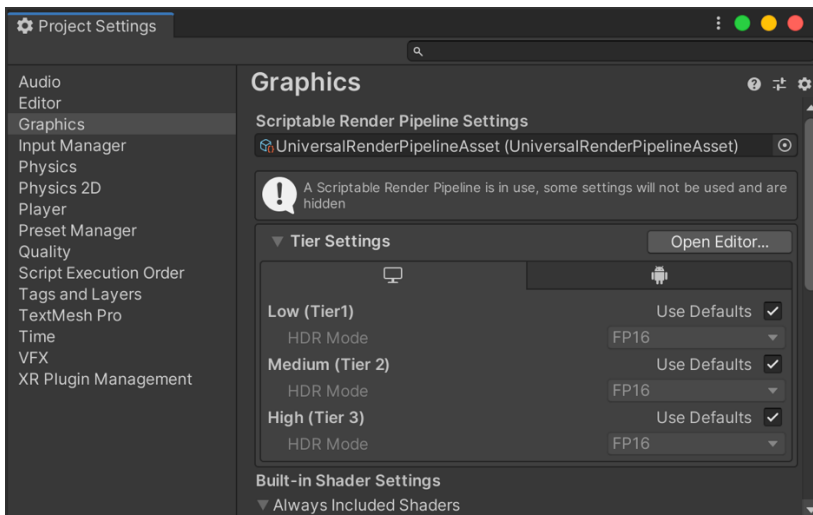 Project Settings
Audio
Editor
Graphics
Input Manager
Physics
Physics 2D
Player
Preset Manager
Quality
Script Execution Order
Tags and Layers
TextMesh Pro
Time
VFX
XR Plugin Management
Graphics
Scriptable Render Pipeline Settings
UniversalRenderPipelineAsset (UniversalRenderPipelineAsset)
A Scriptable Render Pipeline is in use, some settings will not be used and are
hidden
Tier Settings Open Editor...
Low (Tier1) Use Defaults
HDR Mode FP16
Medium (Tier 2) Use Defaults
HDR Mode FP16
High (Tier 3) Use Defaults
HDR Mode FP16
Built-in Shader Settings
Always Included Shaders